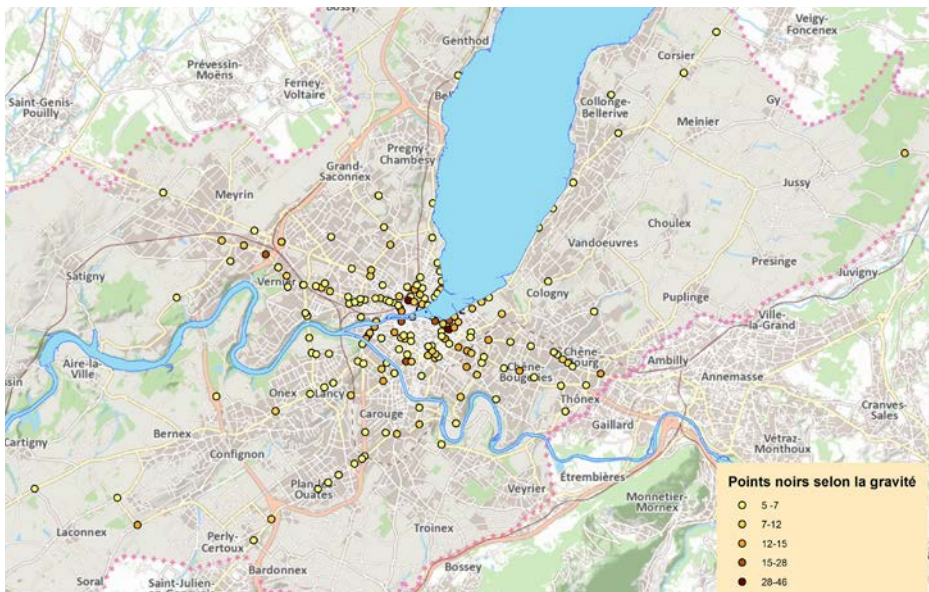 Bossy
Genthod
Veigy-
Foncenex
Corsier
Prévessin-
Moëns
Ferney-
Voltaire
Saint-Genis-
Pouilly
Collonge-
Bellerive
Gy
Meinier
Pregny-
Chambésy
Grand-
Saconnex
Meyrin
Jussy
Choulex
Vandoeuvres
Presinge
Juvigny
Satigny
Vernier
Cologny
Puplinge
Ville-
la-Grand
Aire-la-
Ville
Ambilly
Chêne-
Bourg
Chêne-
Bougeries
Annemasse
Thônex
Onex
Lancy
Carouge
Cranves-
Sales
Gaillard
Cartigny
Bernex
Confignon
Vétraz-
Monthoux
Étrembières
Plan-les-
Ouates
Veyrier
Monnetier-
Mornex
Laconnex
Perly-
Certoux
Troinex
Bardonnex
Bossey
Soral
Saint-Julien
Points noirs selon la gravité
5 -7
7-12
12-15
15-28
28-46